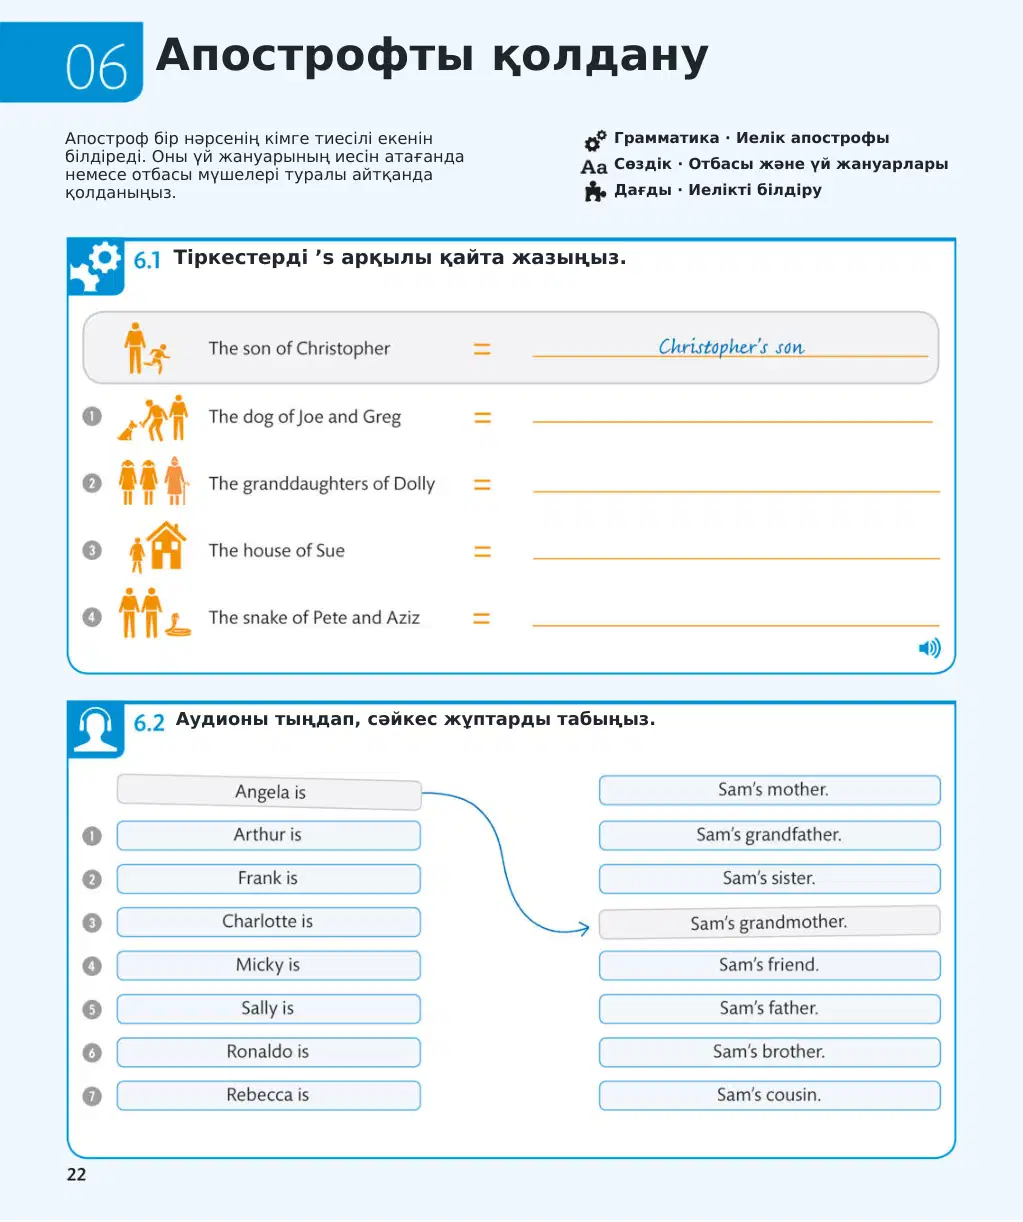 06 Апострофты қолдану
Апостроф бір нәрсенің кімге тиесілі екенін
білдіреді. Оны үй жануарының иесін атағанда
немесе отбасы мүшелері туралы айтқанда
қолданыңыз.
Грамматика · Иелік апострофы
Aa Сөздік · Отбасы және үй жануарлары
Дағды · Иелікті білдіру
6.1 Тіркестерді ’s арқылы қайта жазыңыз.
The son of Christopher = Christopher’s son
1 The dog of Joe and Greg =
2 The granddaughters of Dolly =
3 The house of Sue =
4 The snake of Pete and Aziz =
6.2 Аудионы тыңдап, сәйкес жұптарды табыңыз.
Angela is Sam’s mother.
1 Arthur is Sam’s grandfather.
2 Frank is Sam’s sister.
3 Charlotte is Sam’s grandmother.
4 Micky is Sam’s friend.
5 Sally is Sam’s father.
6 Ronaldo is Sam’s brother.
7 Rebecca is Sam’s cousin.
22